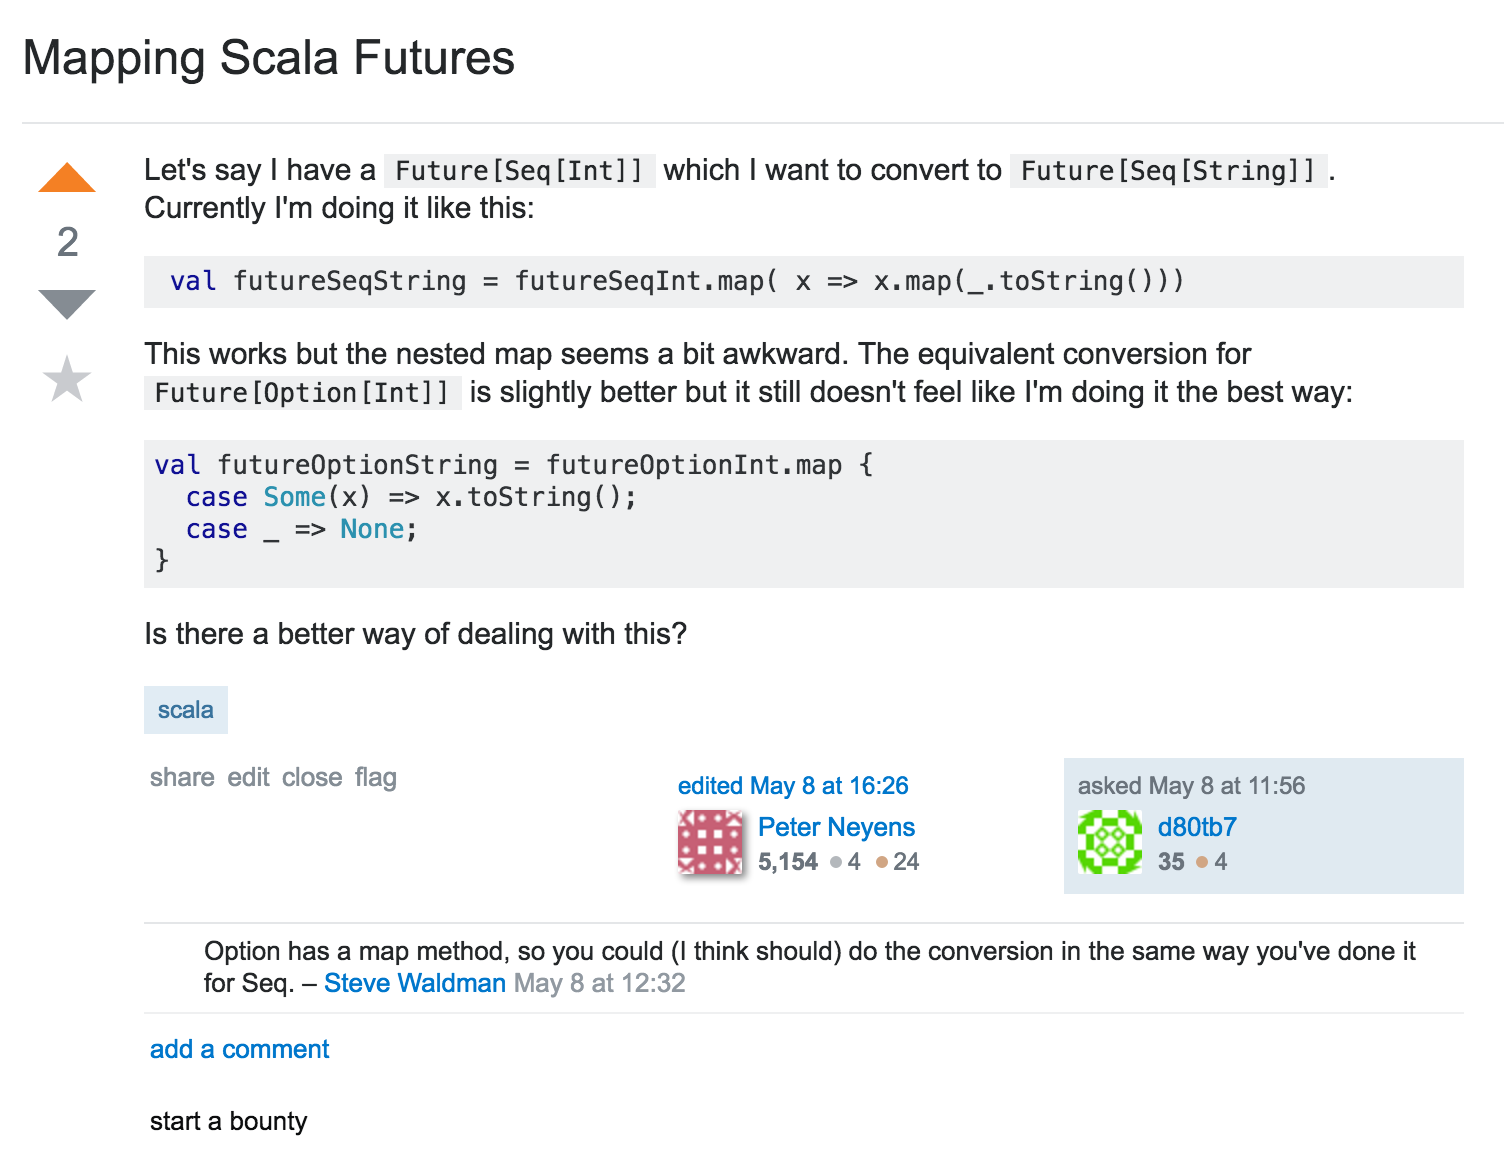 Mapping Scala Futures
Let's say I have a Future[Seq[Int]] which I want to convert to Future[Seq[String]].
Currently I'm doing it like this:
2
val futureSeqString = futureSeqInt.map( x => x.map(_.toString()))
This works but the nested map seems a bit awkward. The equivalent conversion for
Future[Option[Int]] is slightly better but it still doesn't feel like I'm doing it the best way:
val futureOptionString = futureOptionInt.map {
  case Some(x) => x.toString();
  case _ => None;
}
Is there a better way of dealing with this?
scala
share edit close flag
edited May 8 at 16:26
Peter Neyens
5,154 ●4 ●24
asked May 8 at 11:56
d80tb7
35 ●4
Option has a map method, so you could (I think should) do the conversion in the same way you've done it
for Seq. – Steve Waldman May 8 at 12:32
add a comment
start a bounty